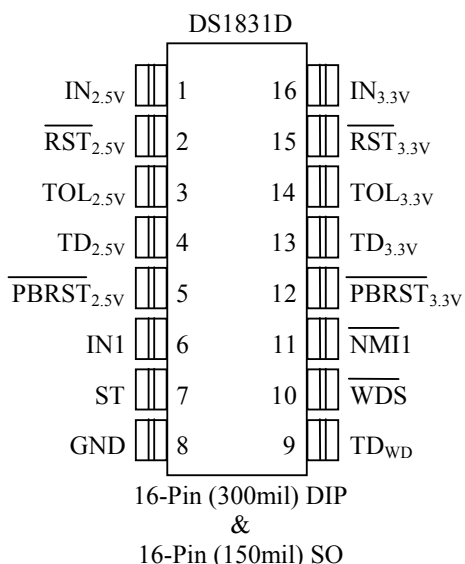 DS1831D
IN2.5V 1 16 IN3.3V
RST2.5V 2 15 RST3.3V
TOL2.5V 3 14 TOL3.3V
TD2.5V 4 13 TD3.3V
PBRST2.5V 5 12 PBRST3.3V
IN1 6 11 NMI1
ST 7 10 WDS
GND 8 9 TDWD
16-Pin (300mil) DIP
&
16-Pin (150mil) SO